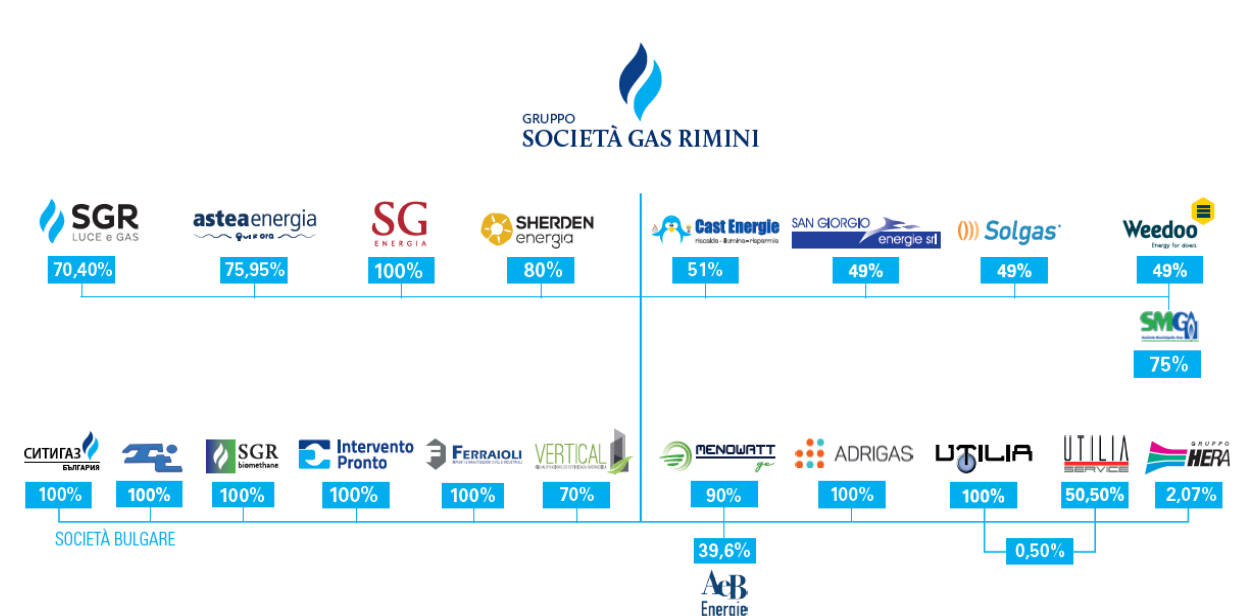 GRUPPO
SOCIETÀ GAS RIMINI
SGR
LUCE e GAS
70,40%
asteaenergia
75,95%
SG
ENERGIA
100%
SHERDEN
energia
80%
Cast Energie
riscalda - illumina - risparmia
51%
SAN GIORGIO
energie srl
49%
Solgas
49%
Weedoo
Energy for doers
49%
SMG
75%
СИТИГАЗ
БЪЛГАРИЯ
100%
100%
SGR
biomethane
100%
Intervento
Pronto
100%
FERRAIOLI
100%
VERTICAL
70%
MENOWATT
ge
90%
ADRIGAS
100%
UTILIA
100%
UTILIA
SERVICE
50,50%
GRUPPO
HERA
2,07%
SOCIETÀ BULGARE
39,6%
0,50%
AeB
Energie